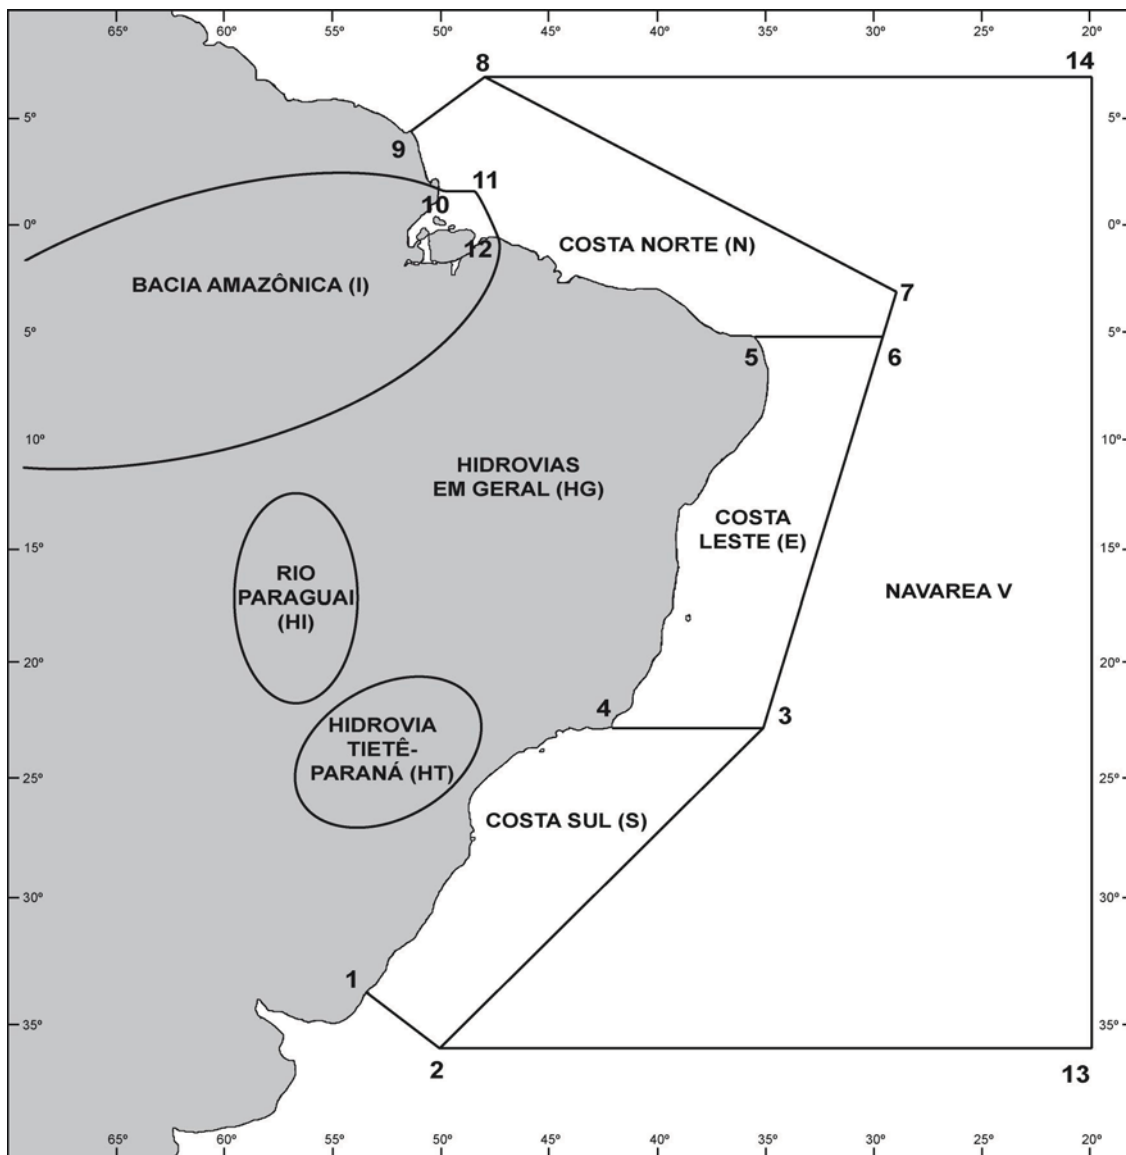 65° 60° 55° 50° 45° 40° 35° 30° 25° 20°
8 14
5° 5°
9
11
10
0° 0°
12
COSTA NORTE (N)
BACIA AMAZÔNICA (I)
7
5° 5°
5 6
10° 10°
HIDROVIAS
EM GERAL (HG)
COSTA
LESTE (E)
15° 15°
RIO
PARAGUAI
(HI)
NAVAREA V
20° 20°
4 3
HIDROVIA
TIETÊ-
PARANÁ (HT)
25° 25°
COSTA SUL (S)
30° 30°
1
35° 35°
2 13
65° 60° 55° 50° 45° 40° 35° 30° 25° 20°